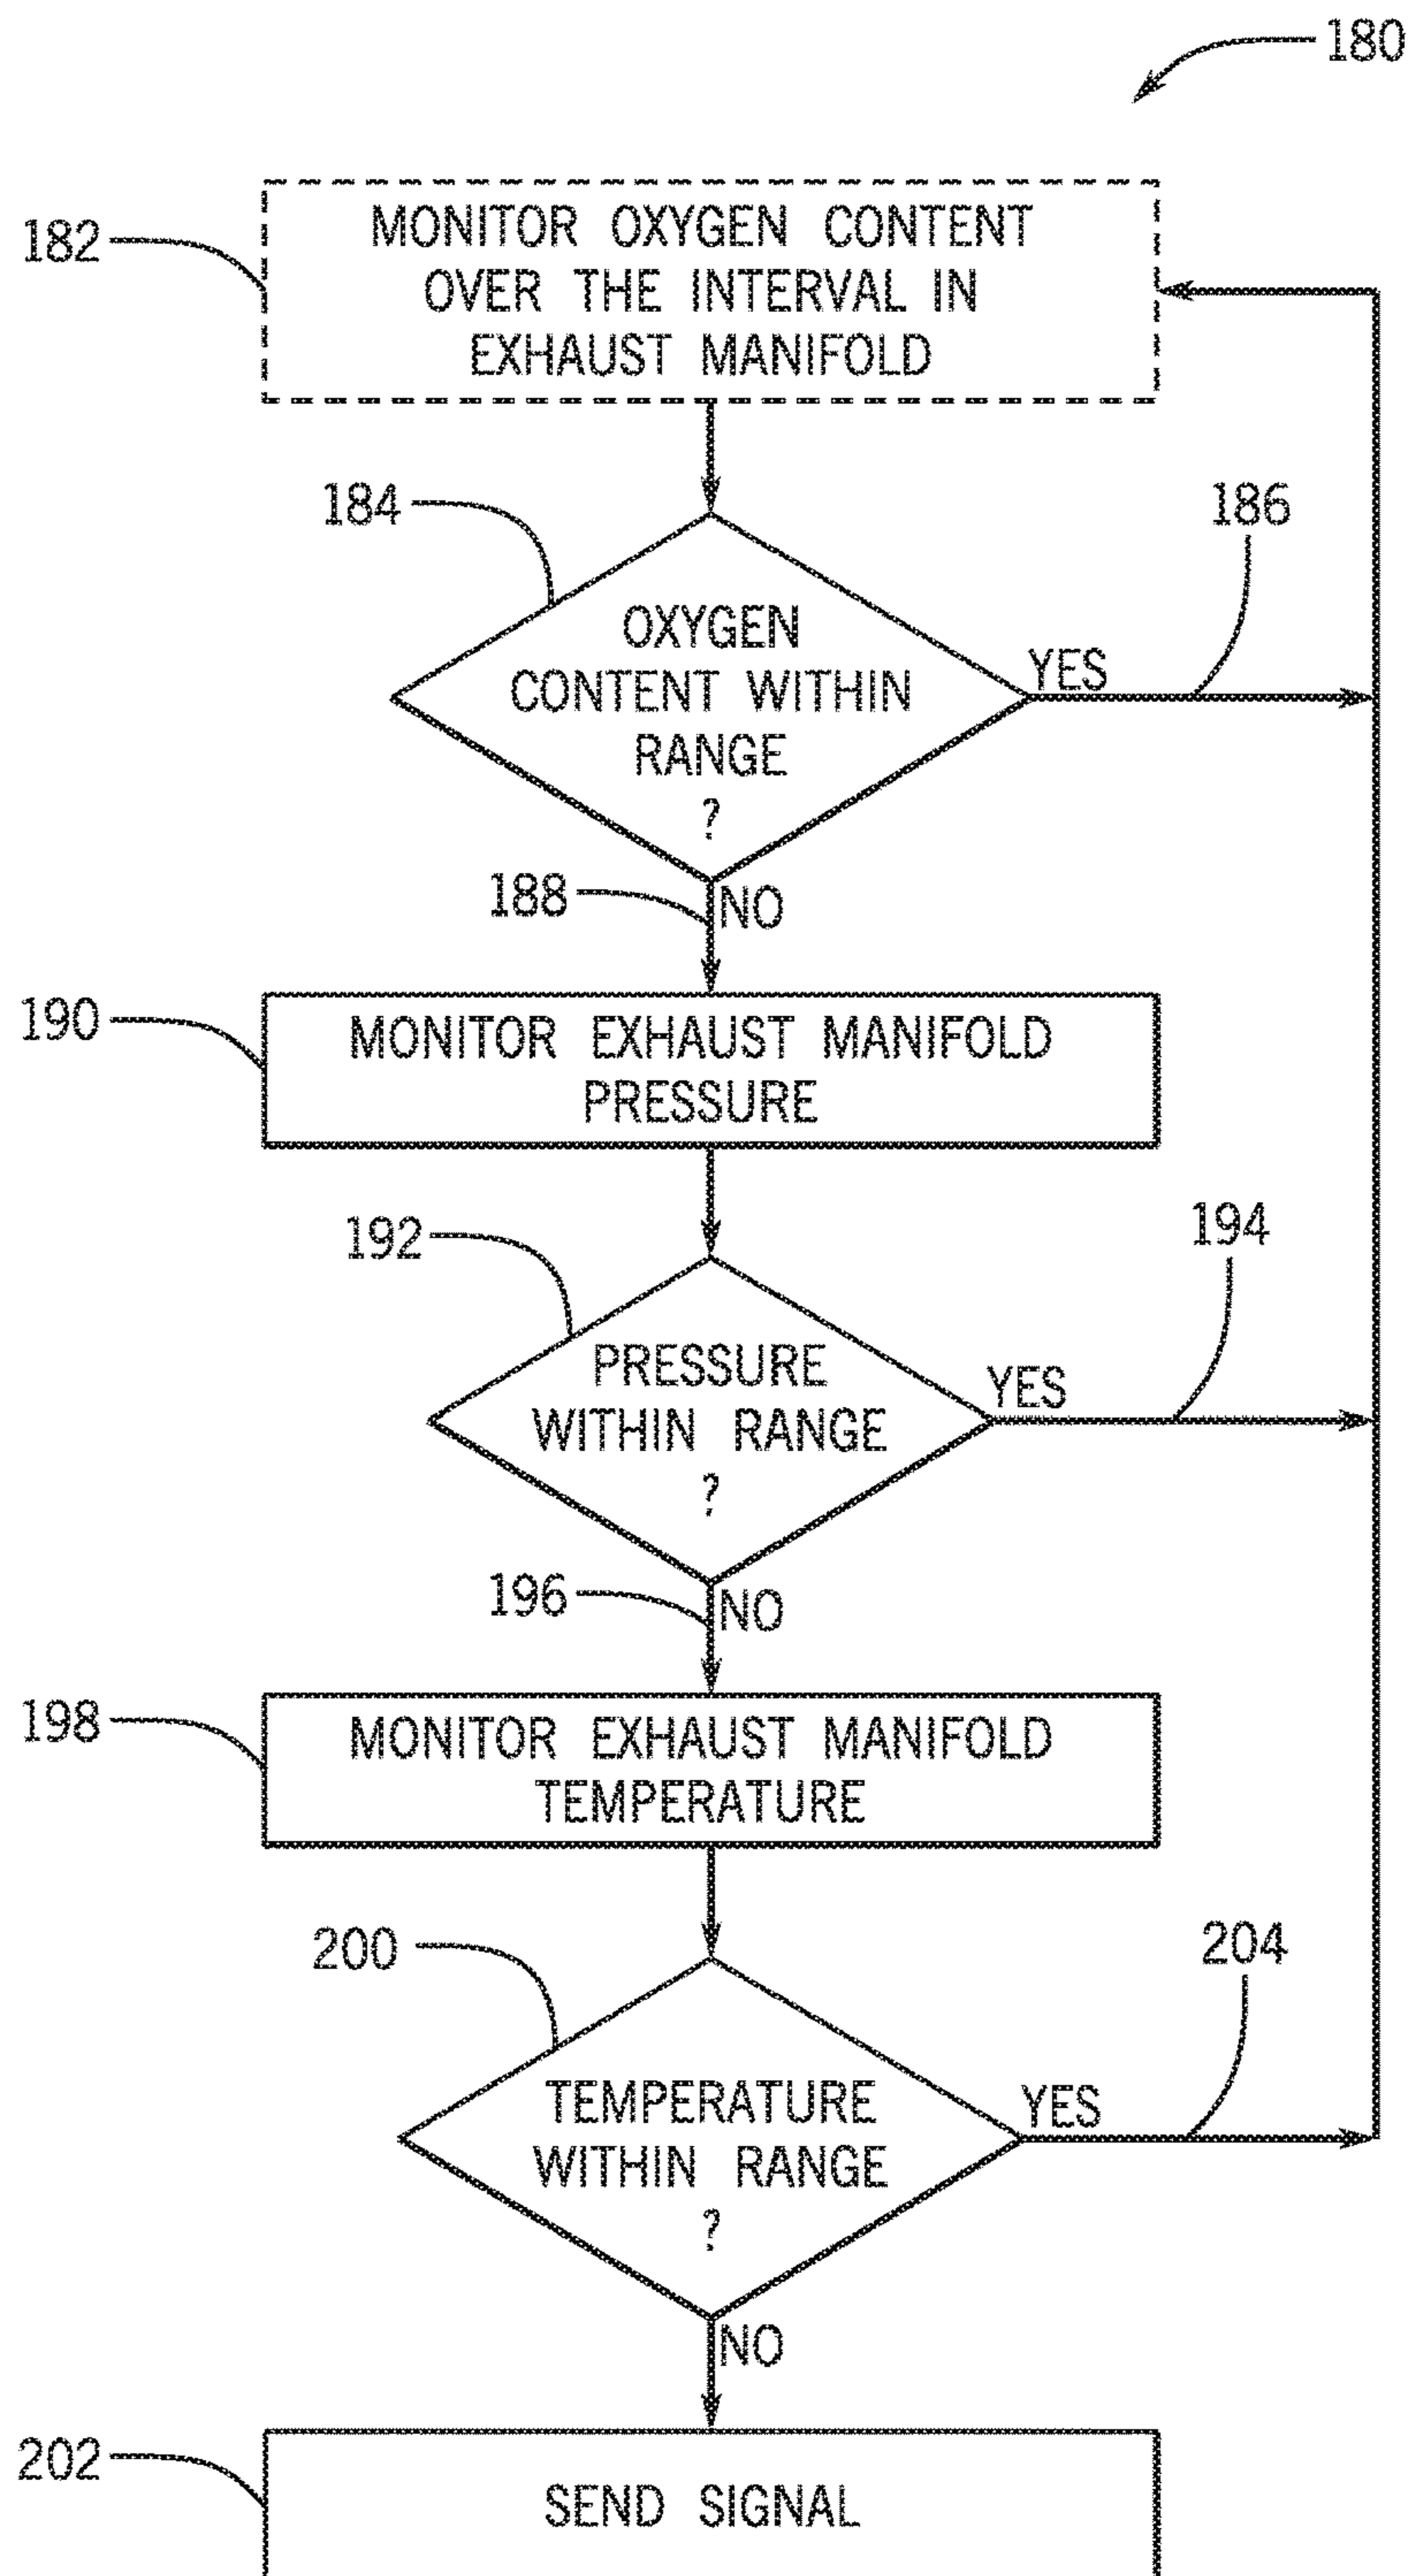 180
182
MONITOR OXYGEN CONTENT
OVER THE INTERVAL IN
EXHAUST MANIFOLD
184
186
OXYGEN
CONTENT WITHIN
RANGE
?
YES
188
NO
190
MONITOR EXHAUST MANIFOLD
PRESSURE
192
194
PRESSURE
WITHIN RANGE
?
YES
196
NO
198
MONITOR EXHAUST MANIFOLD
TEMPERATURE
200
204
TEMPERATURE
WITHIN RANGE
?
YES
NO
202
SEND SIGNAL